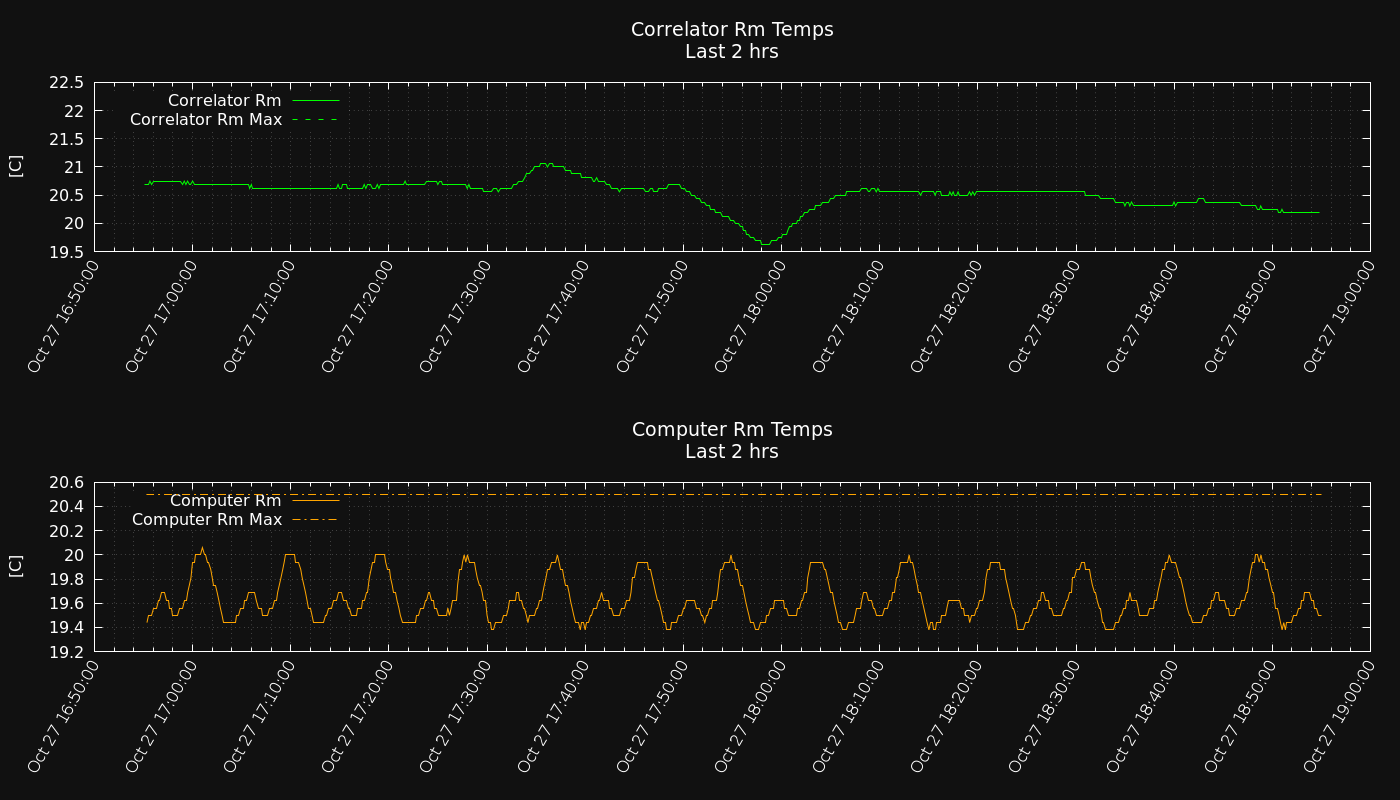 Correlator Rm Temps
Last 2 hrs
22.5
22
21.5
21
20.5
20
19.5
[C]
Correlator Rm
Correlator Rm Max
Oct 27 16:50:00
Oct 27 17:00:00
Oct 27 17:10:00
Oct 27 17:20:00
Oct 27 17:30:00
Oct 27 17:40:00
Oct 27 17:50:00
Oct 27 18:00:00
Oct 27 18:10:00
Oct 27 18:20:00
Oct 27 18:30:00
Oct 27 18:40:00
Oct 27 18:50:00
Oct 27 19:00:00
Computer Rm Temps
Last 2 hrs
20.6
20.4
20.2
20
19.8
19.6
19.4
19.2
[C]
Computer Rm
Computer Rm Max
Oct 27 16:50:00
Oct 27 17:00:00
Oct 27 17:10:00
Oct 27 17:20:00
Oct 27 17:30:00
Oct 27 17:40:00
Oct 27 17:50:00
Oct 27 18:00:00
Oct 27 18:10:00
Oct 27 18:20:00
Oct 27 18:30:00
Oct 27 18:40:00
Oct 27 18:50:00
Oct 27 19:00:00